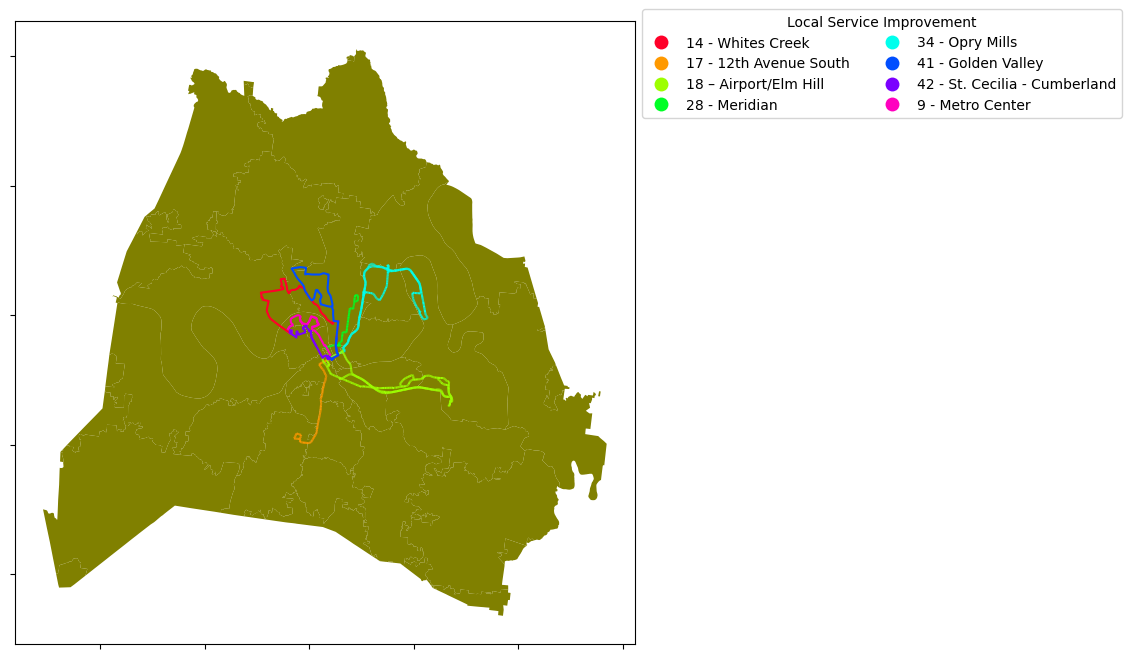 Local Service Improvement
14 - Whites Creek
17 - 12th Avenue South
18 – Airport/Elm Hill
28 - Meridian
34 - Opry Mills
41 - Golden Valley
42 - St. Cecilia - Cumberland
9 - Metro Center